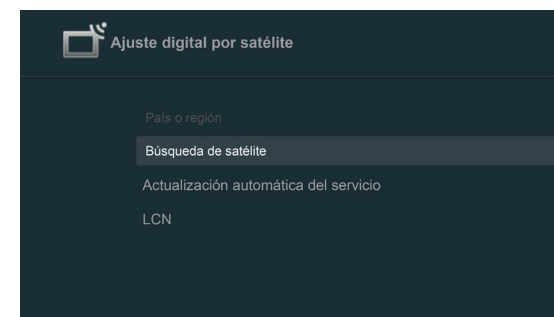 Ajuste digital por satélite
País o región
Búsqueda de satélite
Actualización automática del servicio
LCN